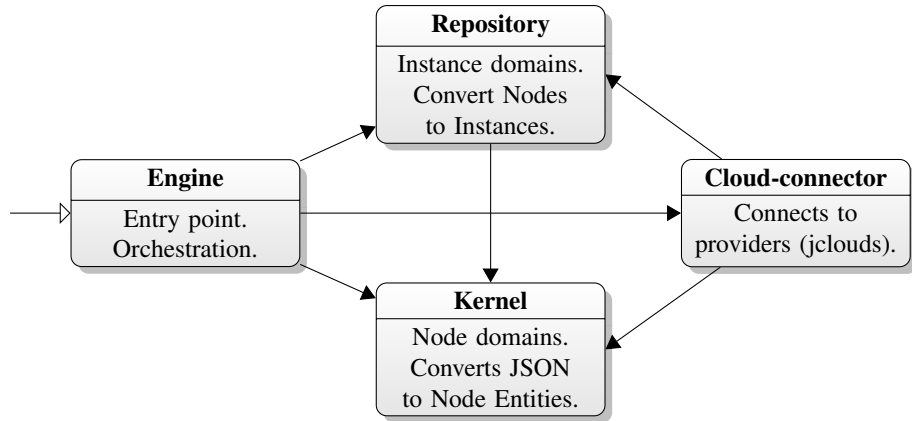 Repository
Instance domains.
Convert Nodes
to Instances.
Engine
Entry point.
Orchestration.
Cloud-connector
Connects to
providers (jclouds).
Kernel
Node domains.
Converts JSON
to Node Entities.